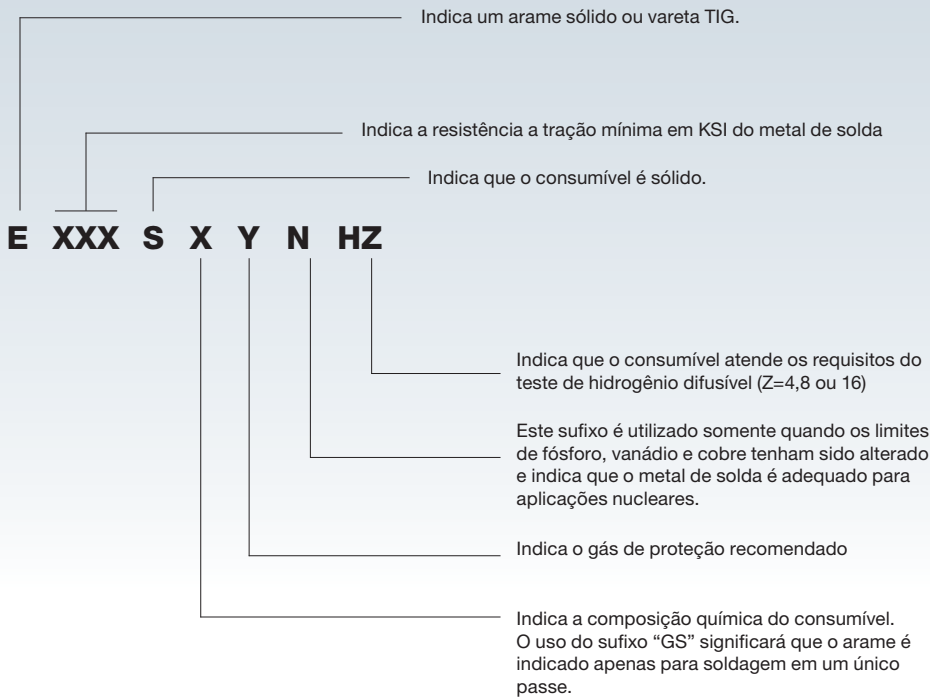 Indica um arame sólido ou vareta TIG.
Indica a resistência a tração mínima em KSI do metal de solda
Indica que o consumível é sólido.
E XXX S X Y N HZ
Indica que o consumível atende os requisitos do
teste de hidrogênio difusível (Z=4,8 ou 16)
Este sufixo é utilizado somente quando os limites
de fósforo, vanádio e cobre tenham sido alterado
e indica que o metal de solda é adequado para
aplicações nucleares.
Indica o gás de proteção recomendado
Indica a composição química do consumível.
O uso do sufixo “GS” significará que o arame é
indicado apenas para soldagem em um único
passe.